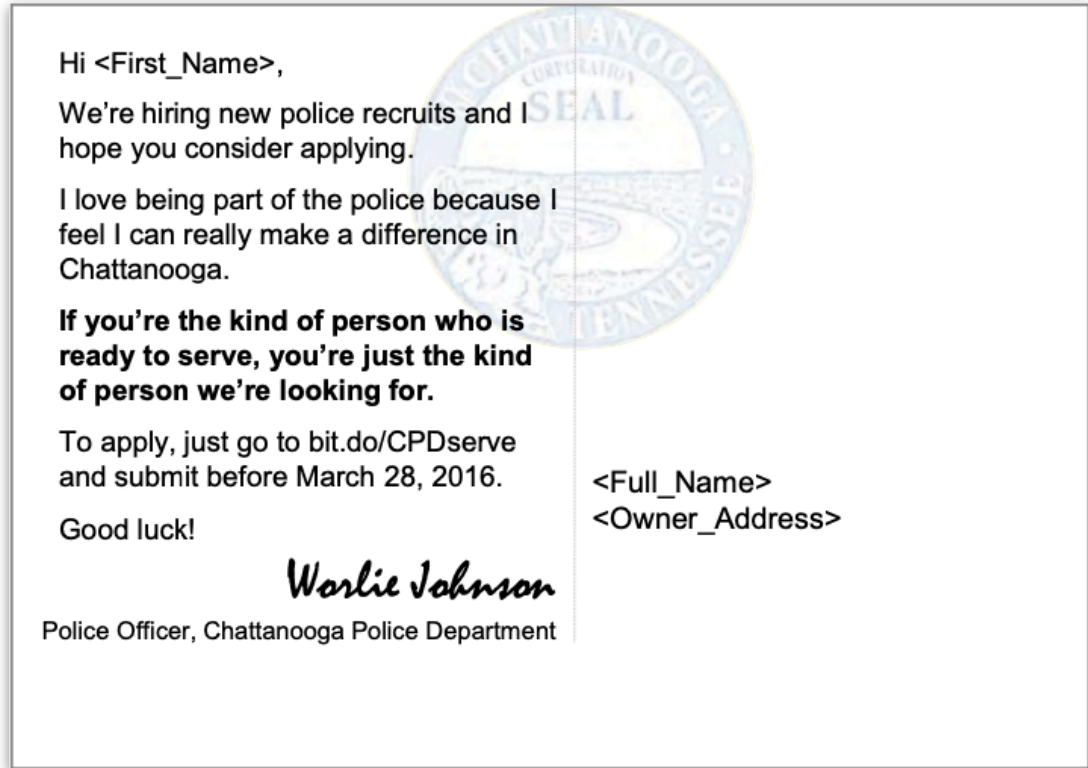 Hi <First_Name>,
We’re hiring new police recruits and I
hope you consider applying.
I love being part of the police because I
feel I can really make a difference in
Chattanooga.
If you’re the kind of person who is
ready to serve, you’re just the kind
of person we’re looking for.
To apply, just go to bit.do/CPDserve
and submit before March 28, 2016.
Good luck!
Worlie Johnson
Police Officer, Chattanooga Police Department
<Full_Name>
<Owner_Address>
CHATTANOOGA
TENNESSEE
CORPORATION
SEAL